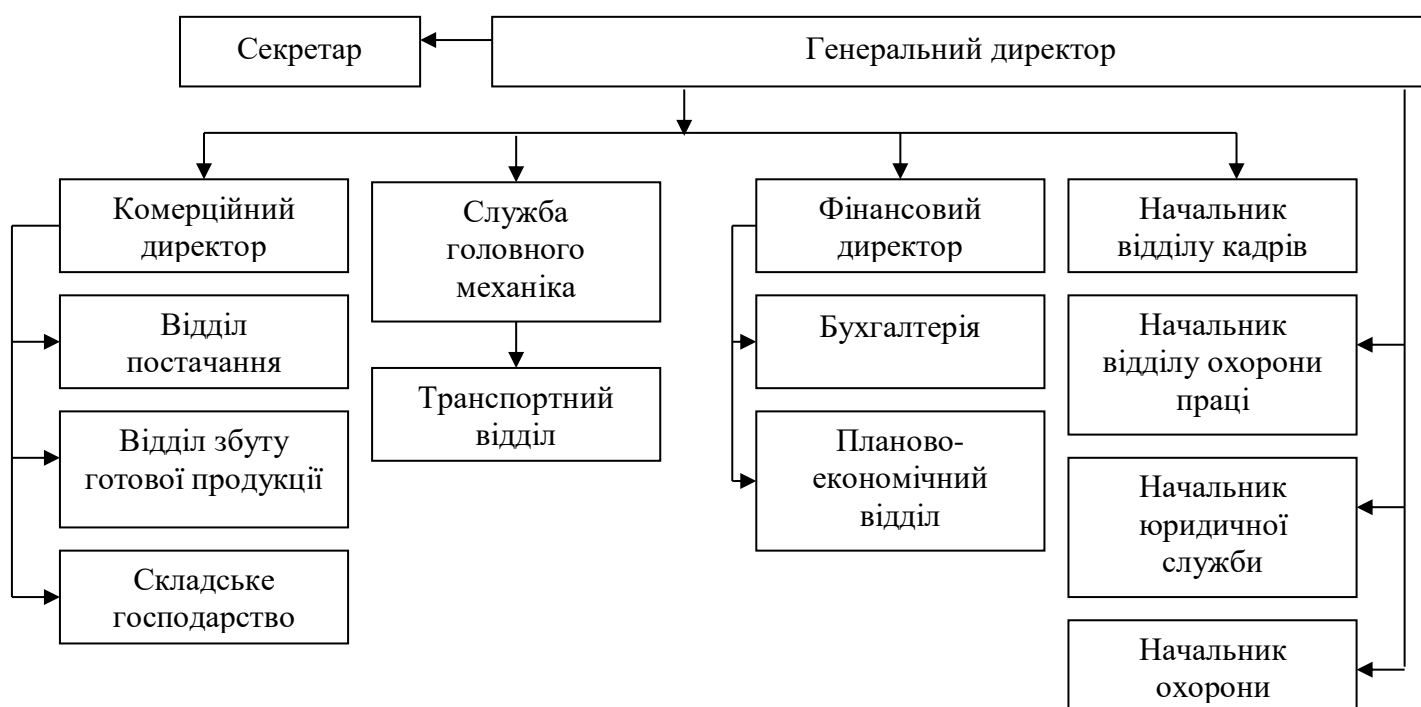 Секретар
Генеральний директор
Комерційний
директор
Служба
головного
механіка
Фінансовий
директор
Начальник
відділу кадрів
Відділ
постачання
Транспортний
відділ
Бухгалтерія
Начальник
відділу охорони
праці
Відділ збуту
готової продукції
Планово-
економічний
відділ
Начальник
юридичної
служби
Складське
господарство
Начальник
охорони